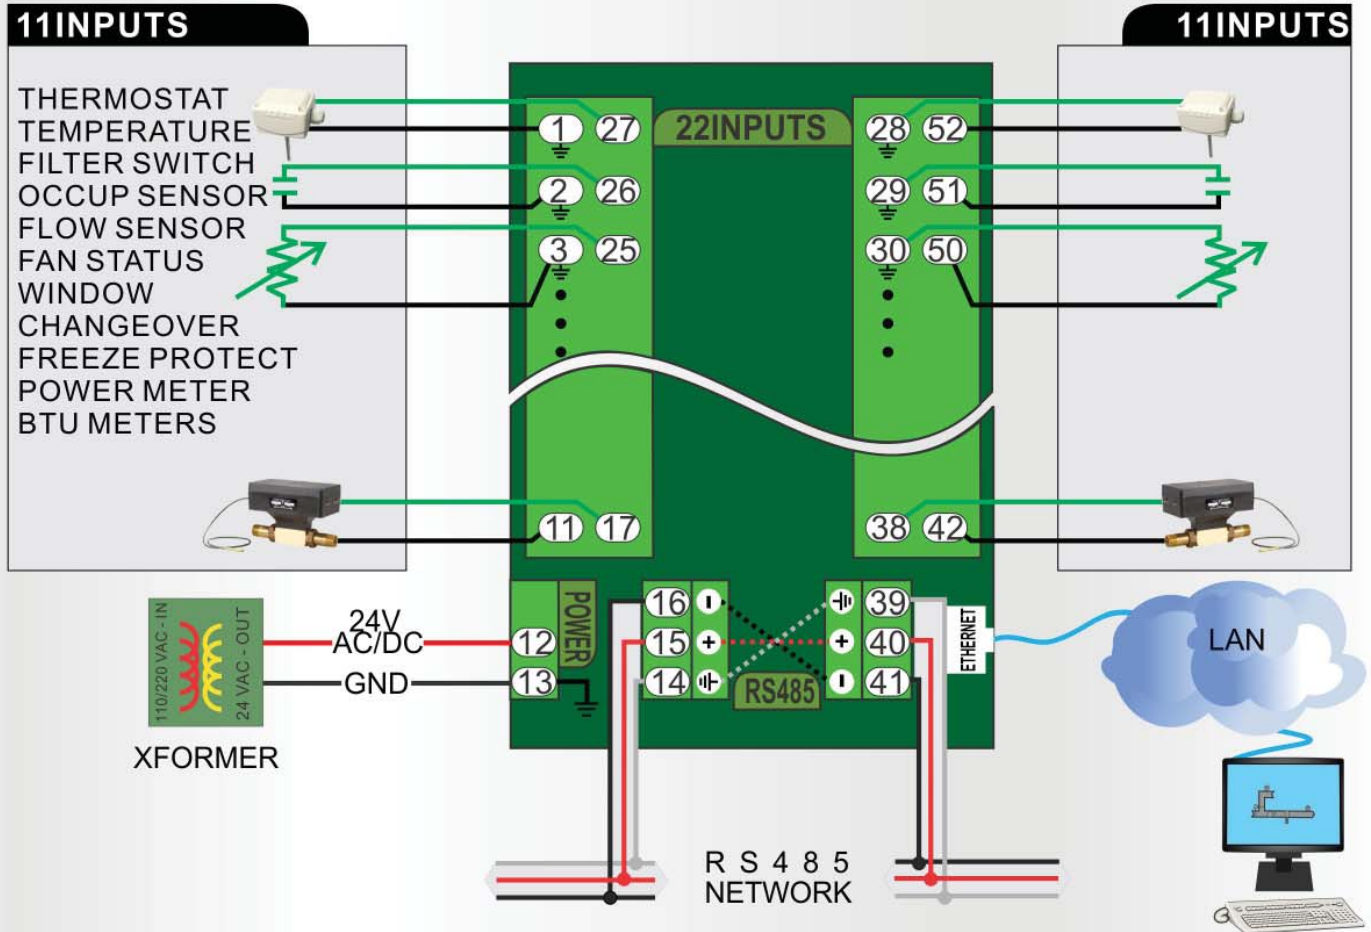 11INPUTS
11INPUTS
THERMOSTAT
TEMPERATURE
FILTER SWITCH
OCCUP SENSOR
FLOW SENSOR
FAN STATUS
WINDOW
CHANGEOVER
FREEZE PROTECT
POWER METER
BTU METERS
22INPUTS
1 27
28 52
2 26
29 51
3 25
30 50
11 17
38 42
110/220 VAC - IN
24 VAC - OUT
XFORMER
24V
AC/DC
GND
12
13
POWER
16 -
15 +
14
RS485
39
+ 40
- 41
ETHERNET
LAN
RS485
NETWORK